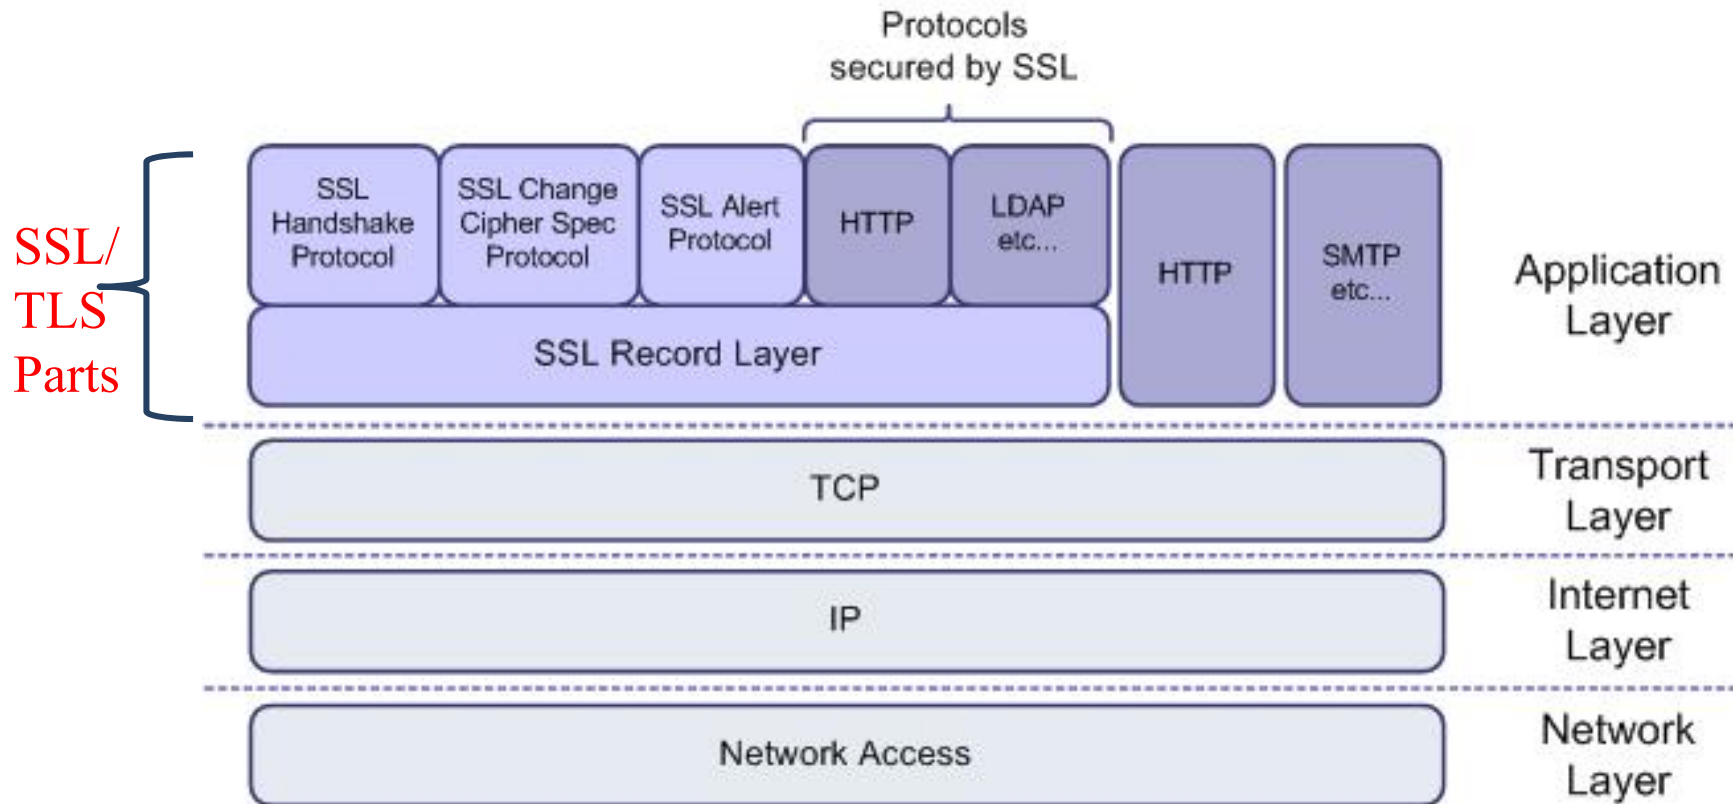 Protocols
secured by SSL
SSL/
TLS
Parts
SSL
Handshake
Protocol
SSL Change
Cipher Spec
Protocol
SSL Alert
Protocol
HTTP
LDAP
etc...
HTTP
SMTP
etc...
Application
Layer
SSL Record Layer
TCP
Transport
Layer
IP
Internet
Layer
Network Access
Network
Layer